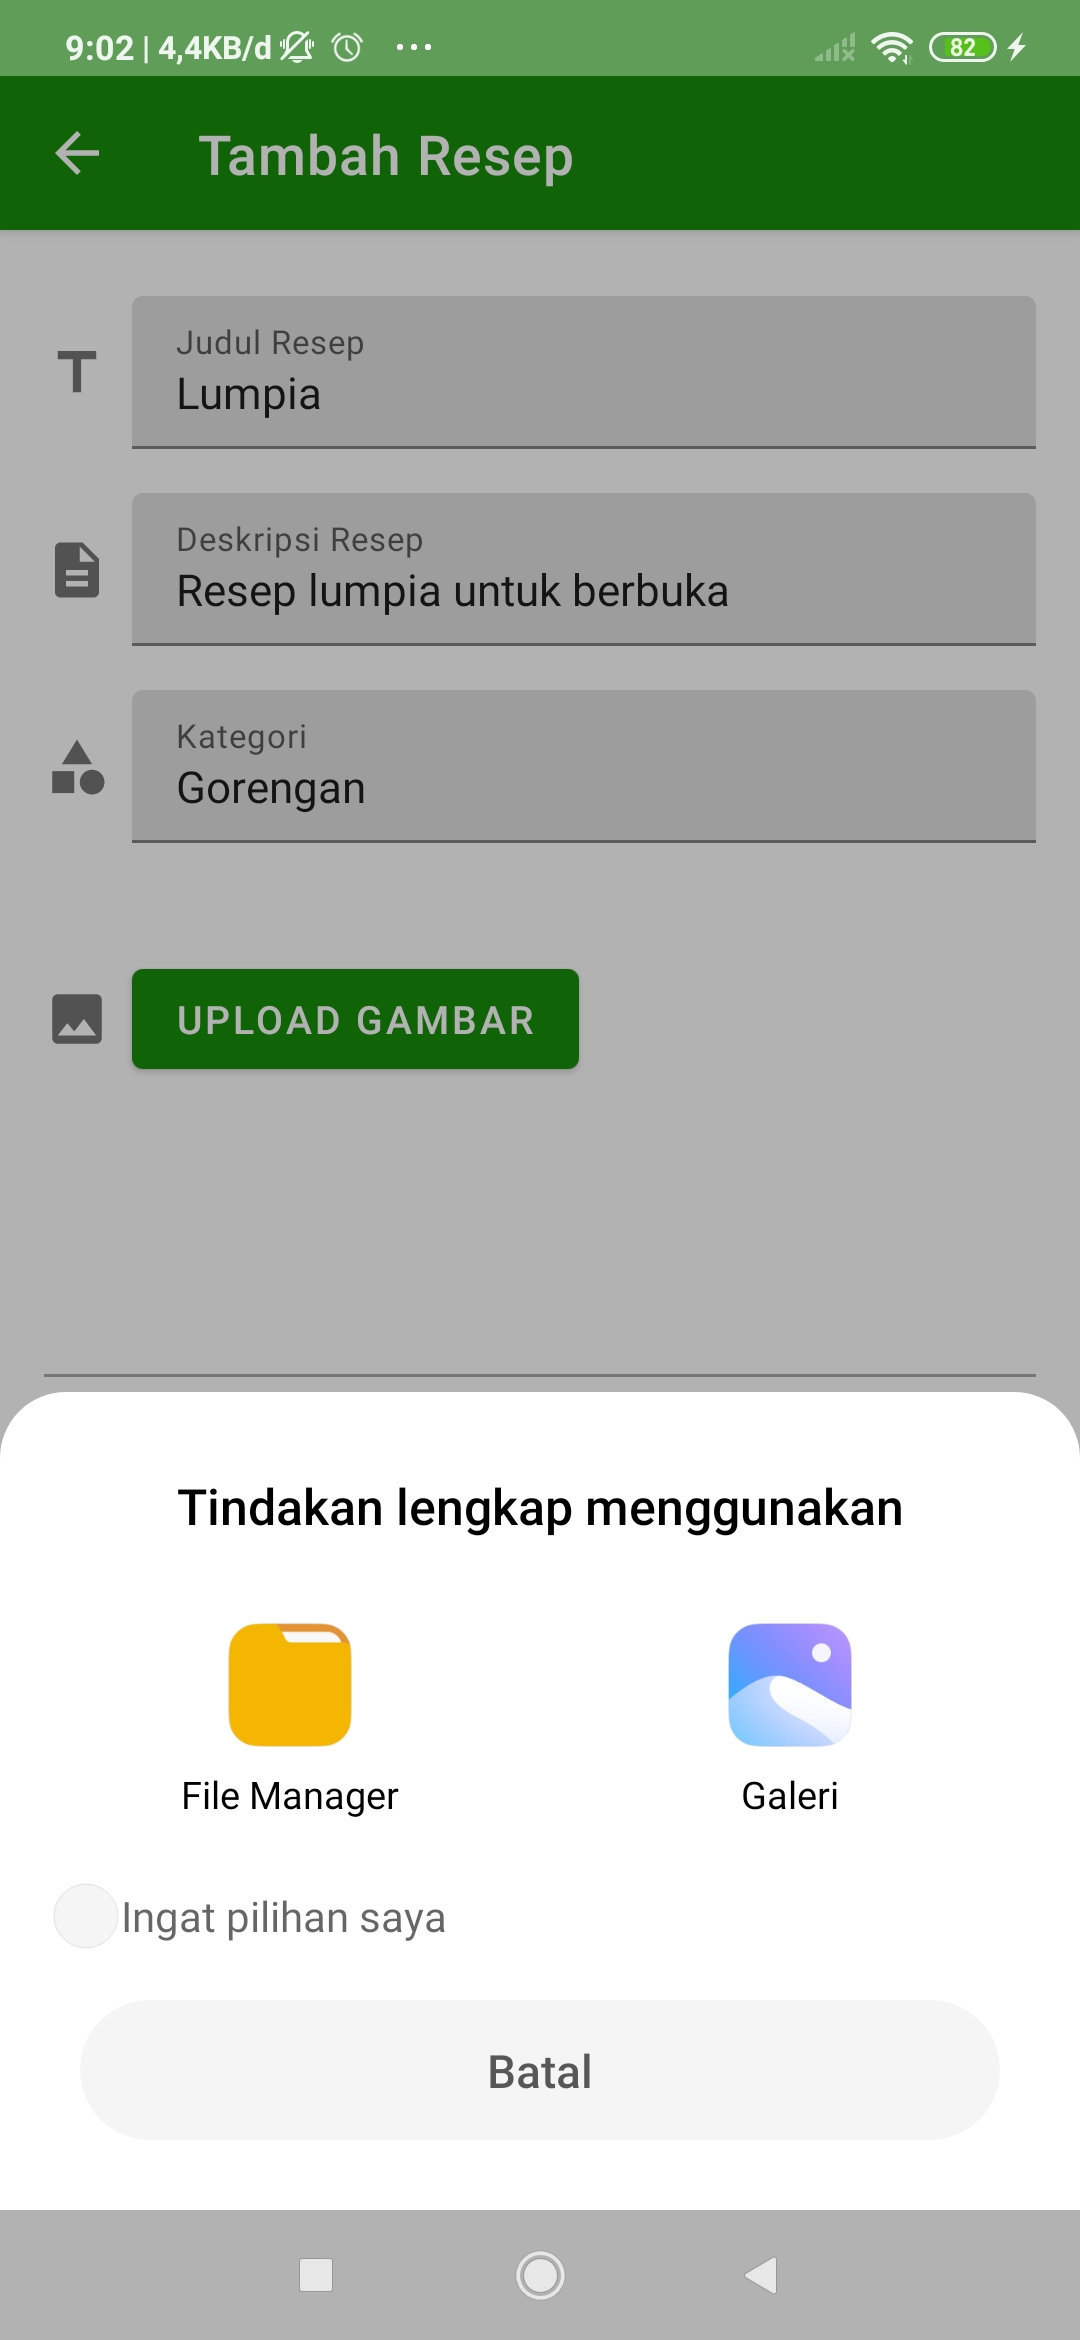 9:02 | 4,4KB/d ... 82
Tambah Resep
Judul Resep
Lumpia
Deskripsi Resep
Resep lumpia untuk berbuka
Kategori
Gorengan
UPLOAD GAMBAR
Tindakan lengkap menggunakan
File Manager Galeri
Ingat pilihan saya
Batal